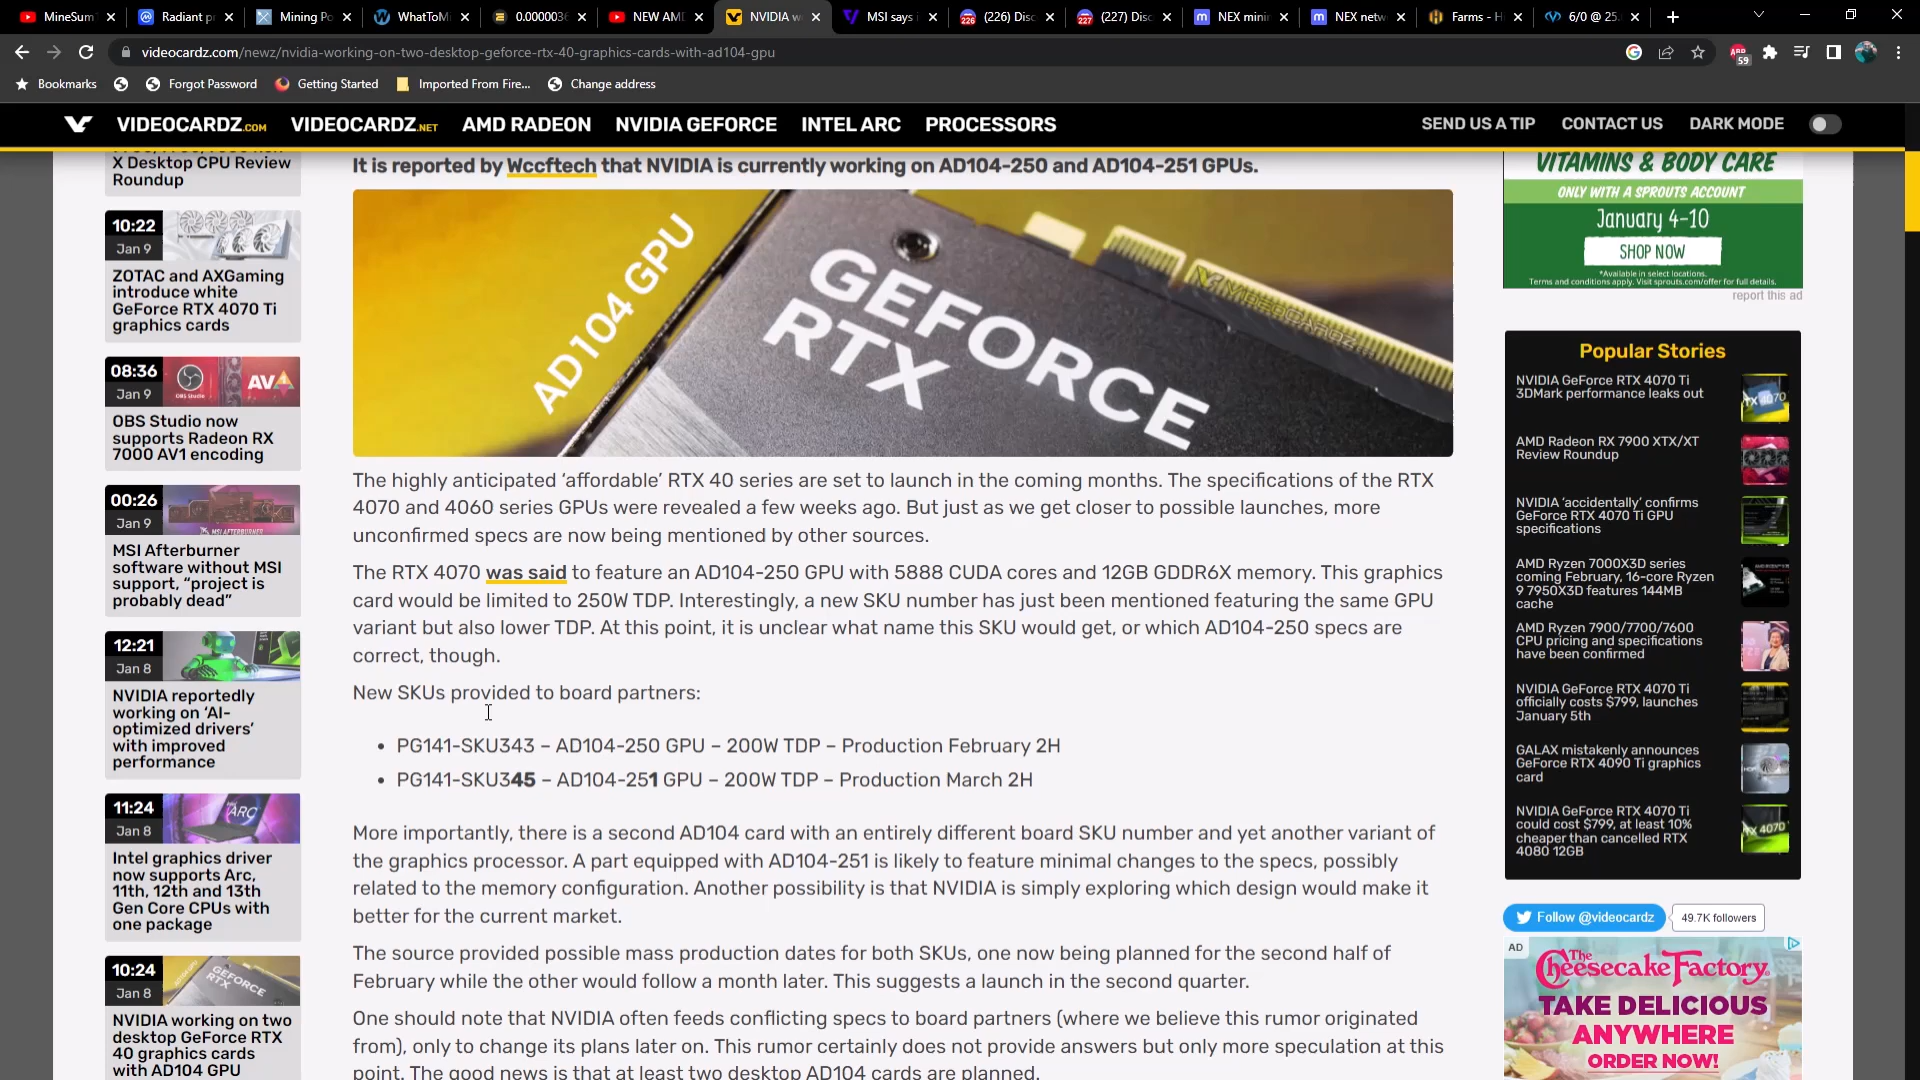 MineSumT
Radiant p
Mining Po
WhatToMi
0.0000036
NEW AMD
NVIDIA w
MSI says i
(226) Disc
(227) Disc
NEX mini
NEX netw
Farms - H
6/0 @ 25.
videocardz.com/newz/nvidia-working-on-two-desktop-geforce-rtx-40-graphics-cards-with-ad104-gpu
59
Bookmarks
Forgot Password
Getting Started
Imported From Fire...
Change address
VIDEOCARDZ.COM
VIDEOCARDZ.NET
AMD RADEON
NVIDIA GEFORCE
INTEL ARC
PROCESSORS
SEND US A TIP
CONTACT US
DARK MODE
X Desktop CPU Review
Roundup
10:22
Jan 9
ZOTAC and AXGaming
introduce white
GeForce RTX 4070 Ti
graphics cards
08:36
Jan 9
OBS Studio now
supports Radeon RX
7000 AV1 encoding
00:26
Jan 9
MSI Afterburner
software without MSI
support, “project is
probably dead”
12:21
Jan 8
NVIDIA reportedly
working on ‘AI-
optimized drivers’
with improved
performance
11:24
Jan 8
Intel graphics driver
now supports Arc,
11th, 12th and 13th
Gen Core CPUs with
one package
10:24
Jan 8
NVIDIA working on two
desktop GeForce RTX
40 graphics cards
with AD104 GPU
It is reported by Wccftech that NVIDIA is currently working on AD104-250 and AD104-251 GPUs.
AD104 GPU
GEFORCE
RTX
VIDEOCARDZ
The highly anticipated ‘affordable’ RTX 40 series are set to launch in the coming months. The specifications of the RTX
4070 and 4060 series GPUs were revealed a few weeks ago. But just as we get closer to possible launches, more
unconfirmed specs are now being mentioned by other sources.
The RTX 4070 was said to feature an AD104-250 GPU with 5888 CUDA cores and 12GB GDDR6X memory. This graphics
card would be limited to 250W TDP. Interestingly, a new SKU number has just been mentioned featuring the same GPU
variant but also lower TDP. At this point, it is unclear what name this SKU would get, or which AD104-250 specs are
correct, though.
New SKUs provided to board partners:
• PG141-SKU343 – AD104-250 GPU – 200W TDP – Production February 2H
• PG141-SKU345 – AD104-251 GPU – 200W TDP – Production March 2H
More importantly, there is a second AD104 card with an entirely different board SKU number and yet another variant of
the graphics processor. A part equipped with AD104-251 is likely to feature minimal changes to the specs, possibly
related to the memory configuration. Another possibility is that NVIDIA is simply exploring which design would make it
better for the current market.
The source provided possible mass production dates for both SKUs, one now being planned for the second half of
February while the other would follow a month later. This suggests a launch in the second quarter.
One should note that NVIDIA often feeds conflicting specs to board partners (where we believe this rumor originated
from), only to change its plans later on. This rumor certainly does not provide answers but only more speculation at this
point. The good news is that at least two desktop AD104 cards are planned.
VITAMINS & BODY CARE
ONLY WITH A SPROUTS ACCOUNT
January 4-10
SHOP NOW
*Available in select locations.
Terms and conditions apply. Visit sprouts.com/offer for full details.
report this ad
Popular Stories
NVIDIA GeForce RTX 4070 Ti
3DMark performance leaks out
AMD Radeon RX 7900 XTX/XT
Review Roundup
NVIDIA ‘accidentally’ confirms
GeForce RTX 4070 Ti GPU
specifications
AMD Ryzen 7000X3D series
coming February, 16-core Ryzen
9 7950X3D features 144MB
cache
AMD Ryzen 7900/7700/7600
CPU pricing and specifications
have been confirmed
NVIDIA GeForce RTX 4070 Ti
officially costs $799, launches
January 5th
GALAX mistakenly announces
GeForce RTX 4090 Ti graphics
card
NVIDIA GeForce RTX 4070 Ti
could cost $799, at least 10%
cheaper than cancelled RTX
4080 12GB
Follow @videocardz
49.7K followers
AD
The
Cheesecake Factory
TAKE DELICIOUS
ANYWHERE
ORDER NOW!